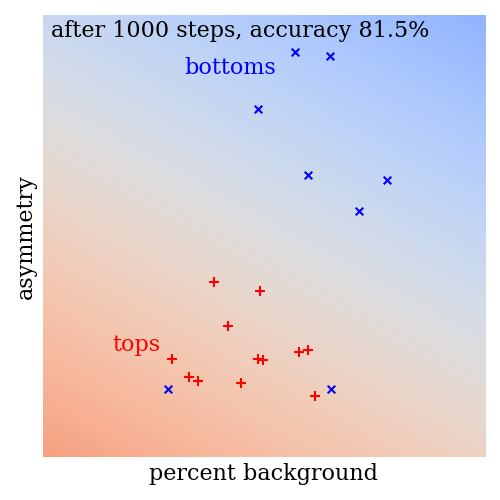 after 1000 steps, accuracy 81.5%
bottoms
asymmetry
tops
percent background